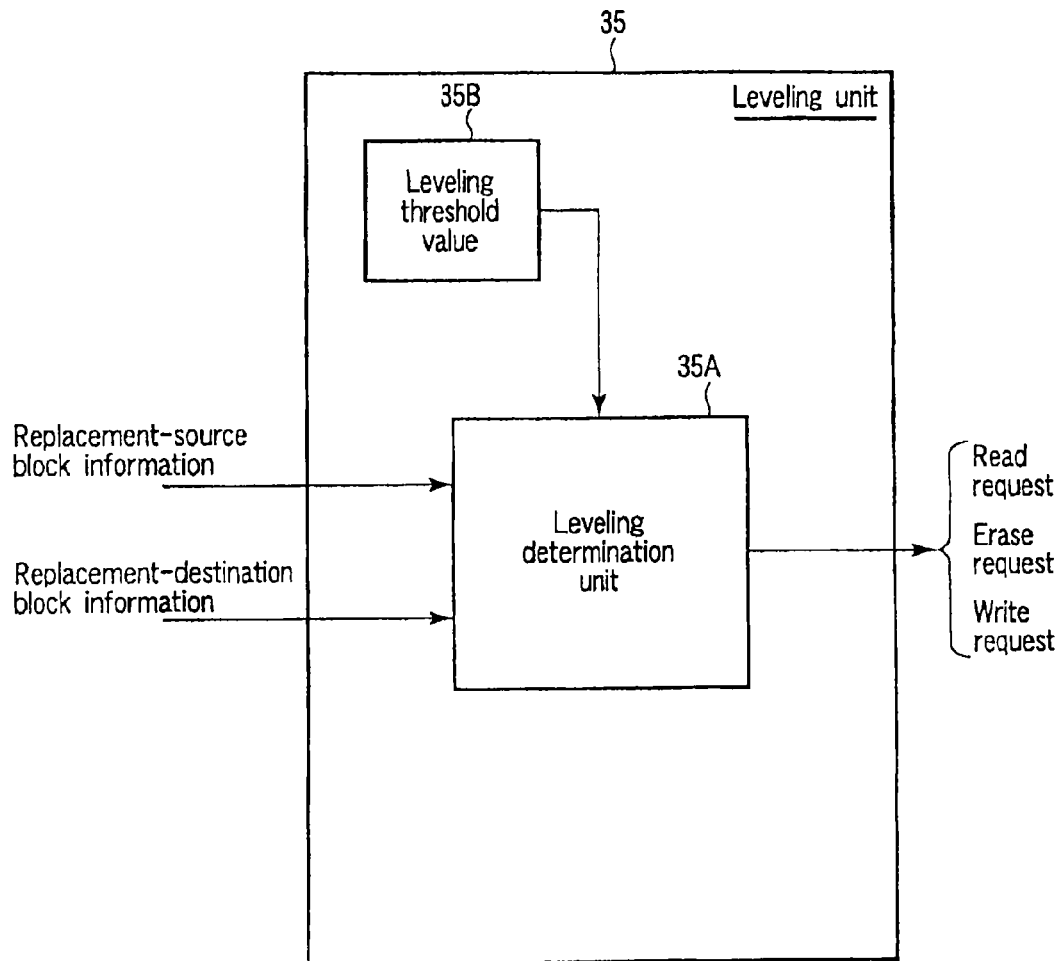 35
Leveling unit
35B
Leveling
threshold
value
35A
Replacement-source
block information
Replacement-destination
block information
Leveling
determination
unit
Read
request
Erase
request
Write
request